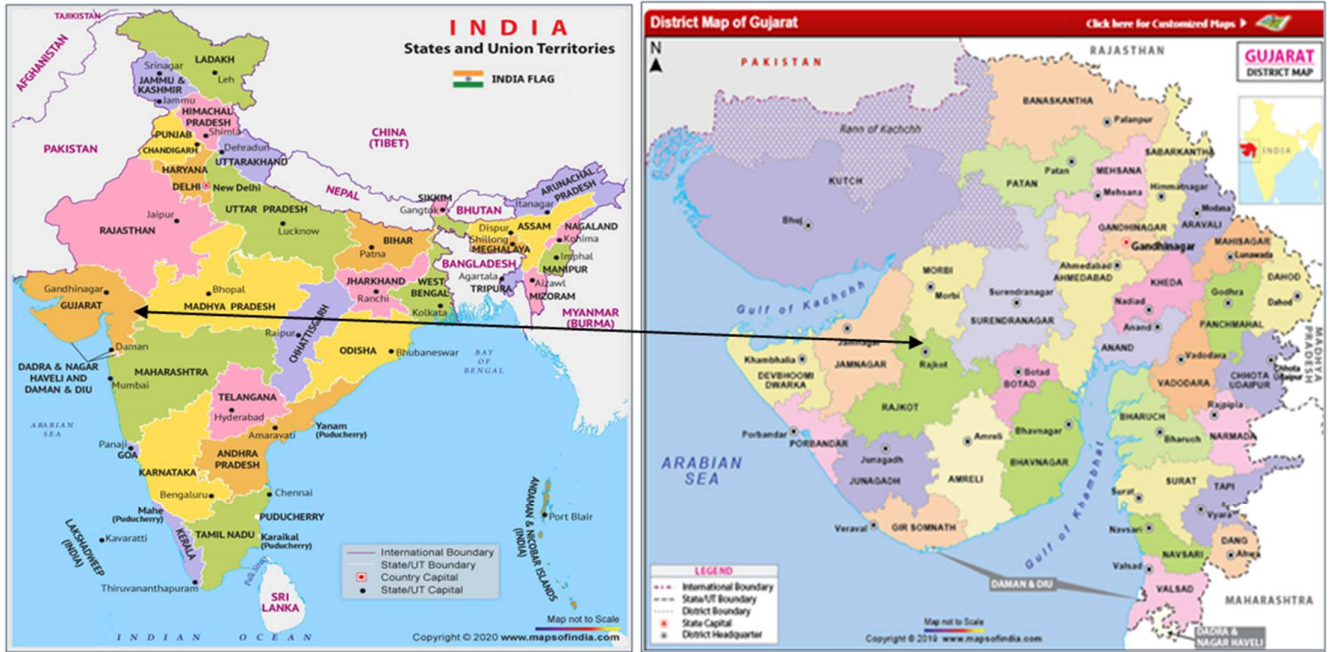 INDIA
States and Union Territories
INDIA FLAG
TAJIKISTAN
AFGHANISTAN
PAKISTAN
CHINA
(TIBET)
NEPAL
BHUTAN
BANGLADESH
MYANMAR
(BURMA)
SRI
LANKA
LADAKH
Leh
Srinagar
JAMMU &
KASHMIR
Jammu
HIMACHAL
PRADESH
Shimla
PUNJAB
CHANDIGARH
Dehradun
UTTARAKHAND
HARYANA
DELHI
New Delhi
UTTAR PRADESH
Lucknow
Jaipur
RAJASTHAN
SIKKIM
Gangtok
ARUNACHAL
PRADESH
Itanagar
Dispur
ASSAM
NAGALAND
Kohima
Shillong
MEGHALAYA
Imphal
MANIPUR
Agartala
TRIPURA
Aizawl
MIZORAM
BIHAR
Patna
JHARKHAND
Ranchi
WEST
BENGAL
Kolkata
Gandhinagar
GUJARAT
Bhopal
MADHYA PRADESH
Raipur
CHHATTISGARH
ODISHA
Bhubaneswar
Daman
DADRA & NAGAR
HAVELI AND
DAMAN & DIU
Mumbai
MAHARASHTRA
TELANGANA
Hyderabad
Amaravati
Yanam
(Puducherry)
ANDHRA
PRADESH
Panaji
GOA
KARNATAKA
Bengaluru
Chennai
Mahe
(Puducherry)
PUDUCHERRY
TAMIL NADU
Karaikal
(Puducherry)
KERALA
Thiruvananthapuram
LAKSHADWEEP
(INDIA)
Kavaratti
ANDAMAN & NICOBAR ISLANDS
(INDIA)
Port Blair
ARABIAN
SEA
BAY
OF
BENGAL
Palk Strait
INDIAN OCEAN
International Boundary
State/UT Boundary
Country Capital
State/UT Capital
Map not to Scale
Copyright © 2020 www.mapsofindia.com
District Map of Gujarat
Click here for Customized Maps
N
PAKISTAN
RAJASTHAN
GUJARAT
DISTRICT MAP
INDIA
BANASKANTHA
Palanpur
Rann of Kachchh
KUTCH
Bhuj
PATAN
Patan
MEHSANA
Mehsana
SABARKANTHA
Himmatnagar
Modasa
ARAVALI
GANDHINAGAR
Gandhinagar
MAHISAGAR
Lunawada
Ahmedabad
AHMEDABAD
MORBI
Morbi
Surendranagar
SURENDRANAGAR
KHEDA
Nadiad
Anand
ANAND
Godhra
PANCHMAHAL
DAHOD
Dahod
MADHYA
PRADESH
Gulf of Kachchh
Jamnagar
JAMNAGAR
Khambhalia
DEVBHOOMI
DWARKA
Rajkot
RAJKOT
Botad
BOTAD
Vadodara
VADODARA
Chhota
Udaipur
CHHOTA
UDAIPUR
BHARUCH
Bharuch
Rajpipla
NARMADA
Porbandar
PORBANDAR
Junagadh
JUNAGADH
Amreli
AMRELI
Bhavnagar
BHAVNAGAR
ARABIAN
SEA
Gulf of Khambhat
SURAT
Surat
TAPI
Vyara
Veraval
GIR SOMNATH
Navsari
NAVSARI
DANG
Ahwa
Valsad
VALSAD
DAMAN & DIU
MAHARASHTRA
DADRA &
NAGAR HAVELI
LEGEND
International Boundary
State/UT Boundary
District Boundary
State Capital
District Headquarter
Map not to Scale
Copyright © 2019 www.mapsofindia.com